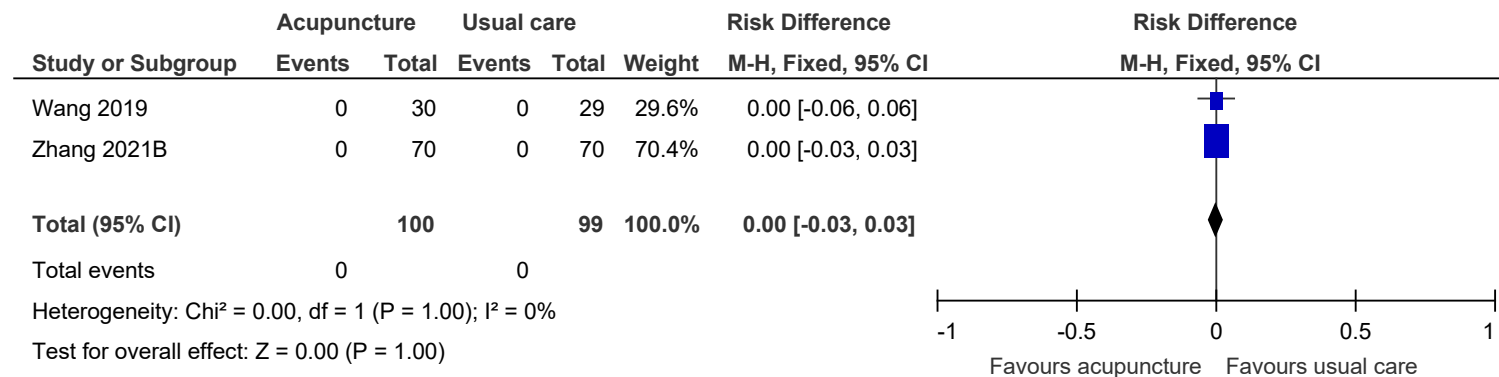 Acupuncture Usual care Risk Difference Risk Difference
Study or Subgroup Events Total Events Total Weight M-H, Fixed, 95% CI M-H, Fixed, 95% CI
Wang 2019 0 30 0 29 29.6% 0.00 [-0.06, 0.06]
Zhang 2021B 0 70 0 70 70.4% 0.00 [-0.03, 0.03]
Total (95% CI) 100 99 100.0% 0.00 [-0.03, 0.03]
Total events 0 0
Heterogeneity: Chi² = 0.00, df = 1 (P = 1.00); I² = 0%
Test for overall effect: Z = 0.00 (P = 1.00)
-1 -0.5 0 0.5 1
Favours acupuncture Favours usual care